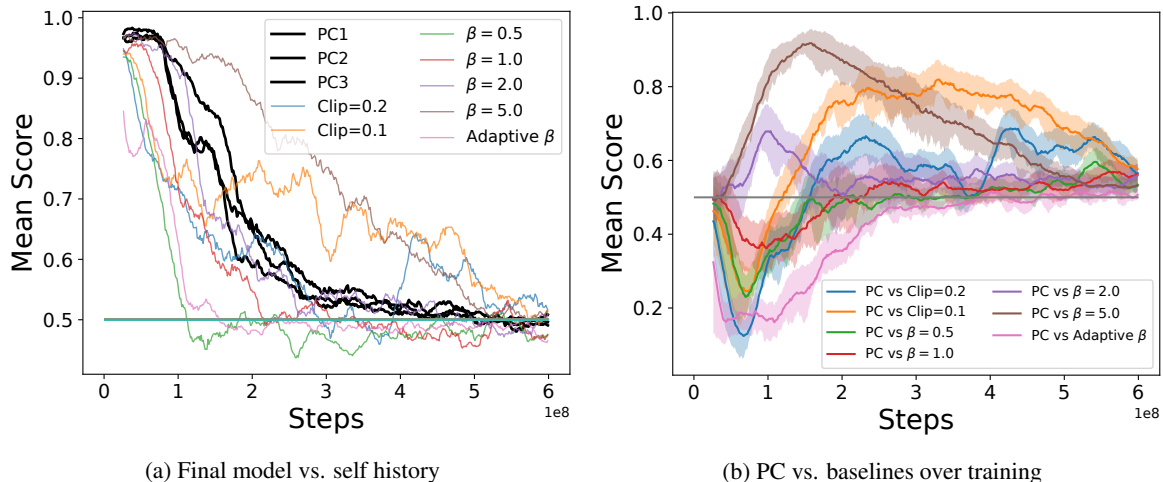 1.0
0.9
0.8
0.7
0.6
0.5
Mean Score
PC1
PC2
PC3
Clip=0.2
Clip=0.1
β = 0.5
β = 1.0
β = 2.0
β = 5.0
Adaptive β
0 1 2 3 4 5 6
1e8
Steps
(a) Final model vs. self history
1.0
0.8
0.6
0.4
0.2
Mean Score
PC vs Clip=0.2
PC vs Clip=0.1
PC vs β = 0.5
PC vs β = 1.0
PC vs β = 2.0
PC vs β = 5.0
PC vs Adaptive β
0 1 2 3 4 5 6
1e8
Steps
(b) PC vs. baselines over training